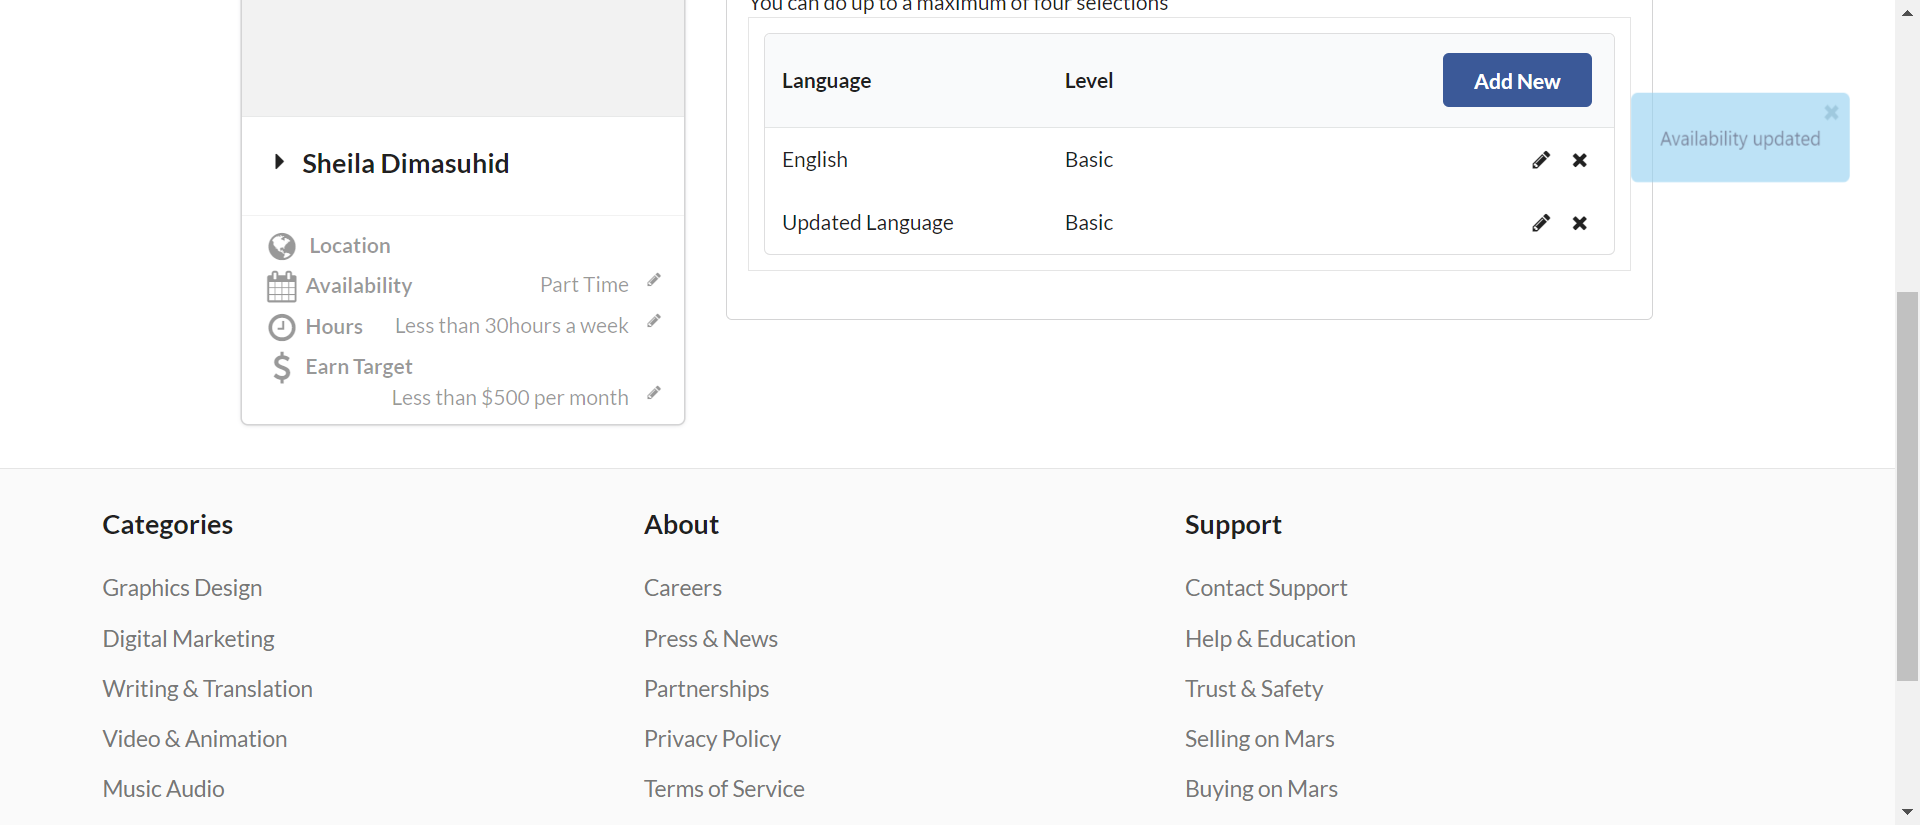 You can do up to a maximum of four selections
Language Level Add New
Availability updated
English Basic
Updated Language Basic
Sheila Dimasuhid
Location
Availability Part Time
Hours Less than 30hours a week
Earn Target
Less than $500 per month
Categories
Graphics Design
Digital Marketing
Writing & Translation
Video & Animation
Music Audio
About
Careers
Press & News
Partnerships
Privacy Policy
Terms of Service
Support
Contact Support
Help & Education
Trust & Safety
Selling on Mars
Buying on Mars